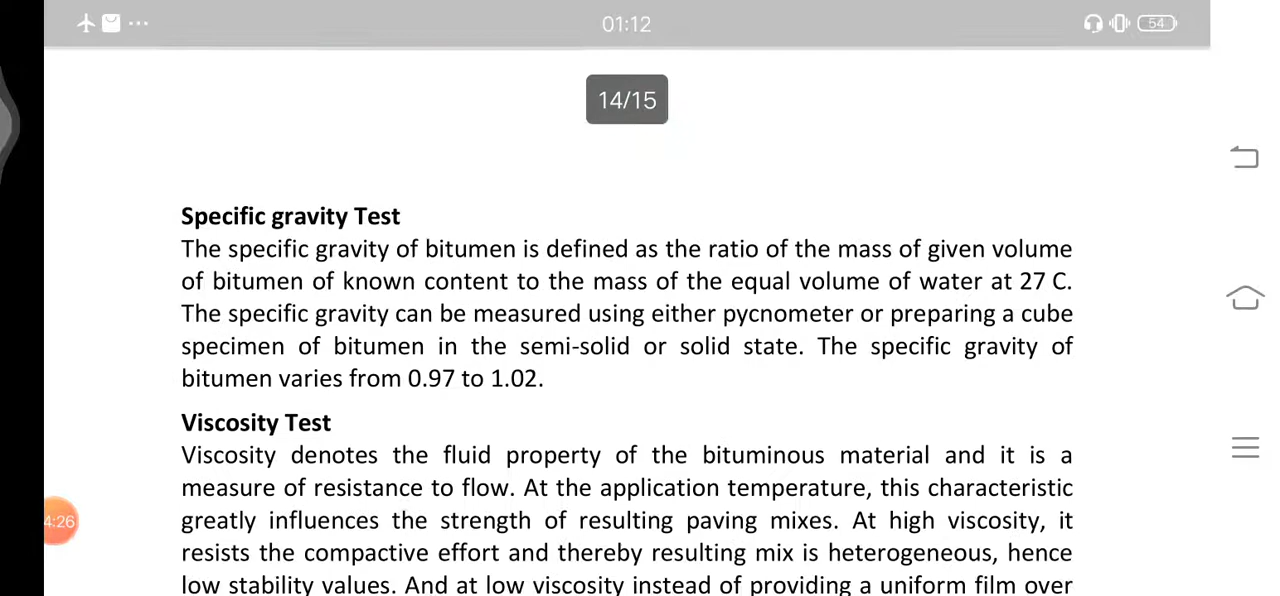 01:12
54
14/15
Specific gravity Test
The specific gravity of bitumen is defined as the ratio of the mass of given volume
of bitumen of known content to the mass of the equal volume of water at 27 C.
The specific gravity can be measured using either pycnometer or preparing a cube
specimen of bitumen in the semi-solid or solid state. The specific gravity of
bitumen varies from 0.97 to 1.02.
Viscosity Test
Viscosity denotes the fluid property of the bituminous material and it is a
measure of resistance to flow. At the application temperature, this characteristic
4:26
greatly influences the strength of resulting paving mixes. At high viscosity, it
resists the compactive effort and thereby resulting mix is heterogeneous, hence
low stability values. And at low viscosity instead of providing a uniform film over